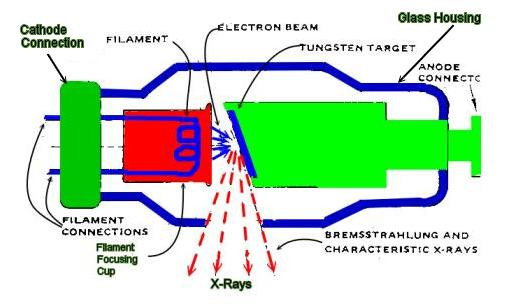 Glass Housing
Cathode
Connection
ELECTRON BEAM
FILAMENT
TUNGSTEN TARGET
ANODE
FILAMENT
CONNECTIONS
BREMSSTRAHLUNG AND
CHARACTERISTIC X-RAYS
Filament
Focusing
Cup
X-Rays